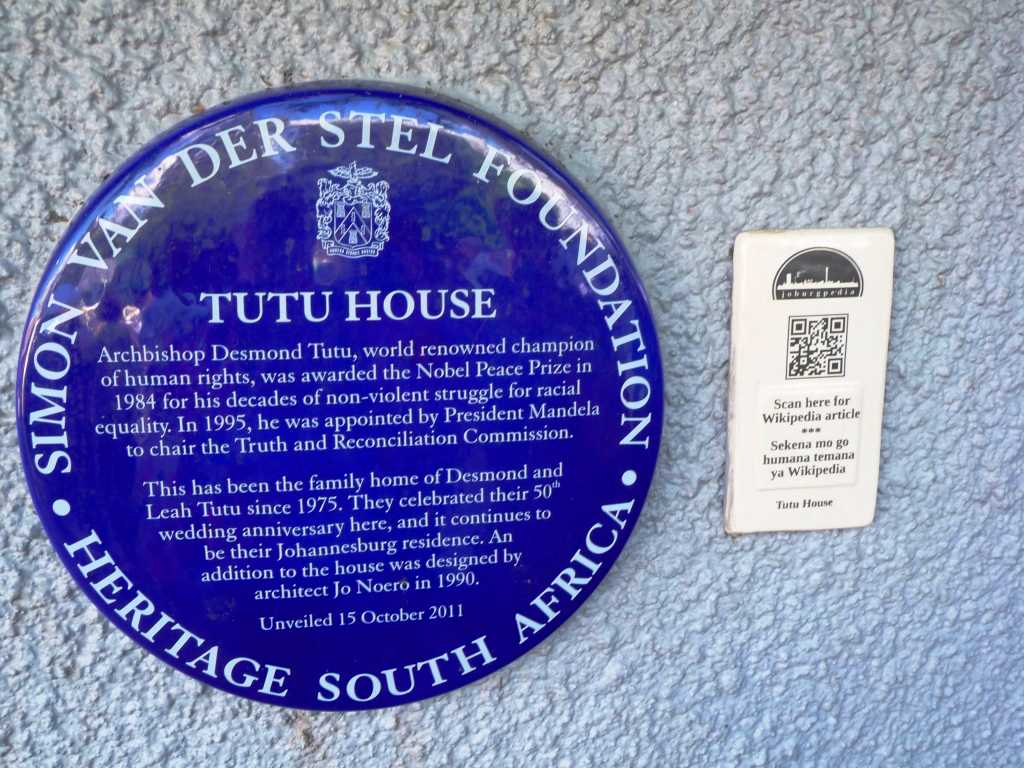 SIMON VAN DER STEL FOUNDATION
TUTU HOUSE
Archbishop Desmond Tutu, world renowned champion
of human rights, was awarded the Nobel Peace Prize in
1984 for his decades of non-violent struggle for racial
equality. In 1995, he was appointed by President Mandela
to chair the Truth and Reconciliation Commission.
This has been the family home of Desmond and
Leah Tutu since 1975. They celebrated their 50th
wedding anniversary here, and it continues to
be their Johannesburg residence. An
addition to the house was designed by
architect Jo Noero in 1990.
Unveiled 15 October 2011
• HERITAGE SOUTH AFRICA •
joburgpedia
Scan here for
Wikipedia article
***
Sekena mo go
humana temana
ya Wikipedia
Tutu House